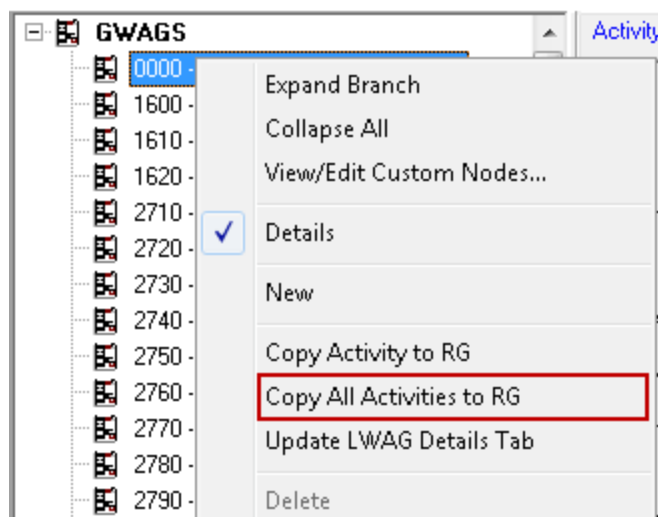 GWAGS
Activity
0000 -
1600 -
1610 -
1620 -
2710 -
2720 -
2730 -
2740 -
2750 -
2760 -
2770 -
2780 -
2790 -
Expand Branch
Collapse All
View/Edit Custom Nodes...
Details
New
Copy Activity to RG
Copy All Activities to RG
Update LWAG Details Tab
Delete